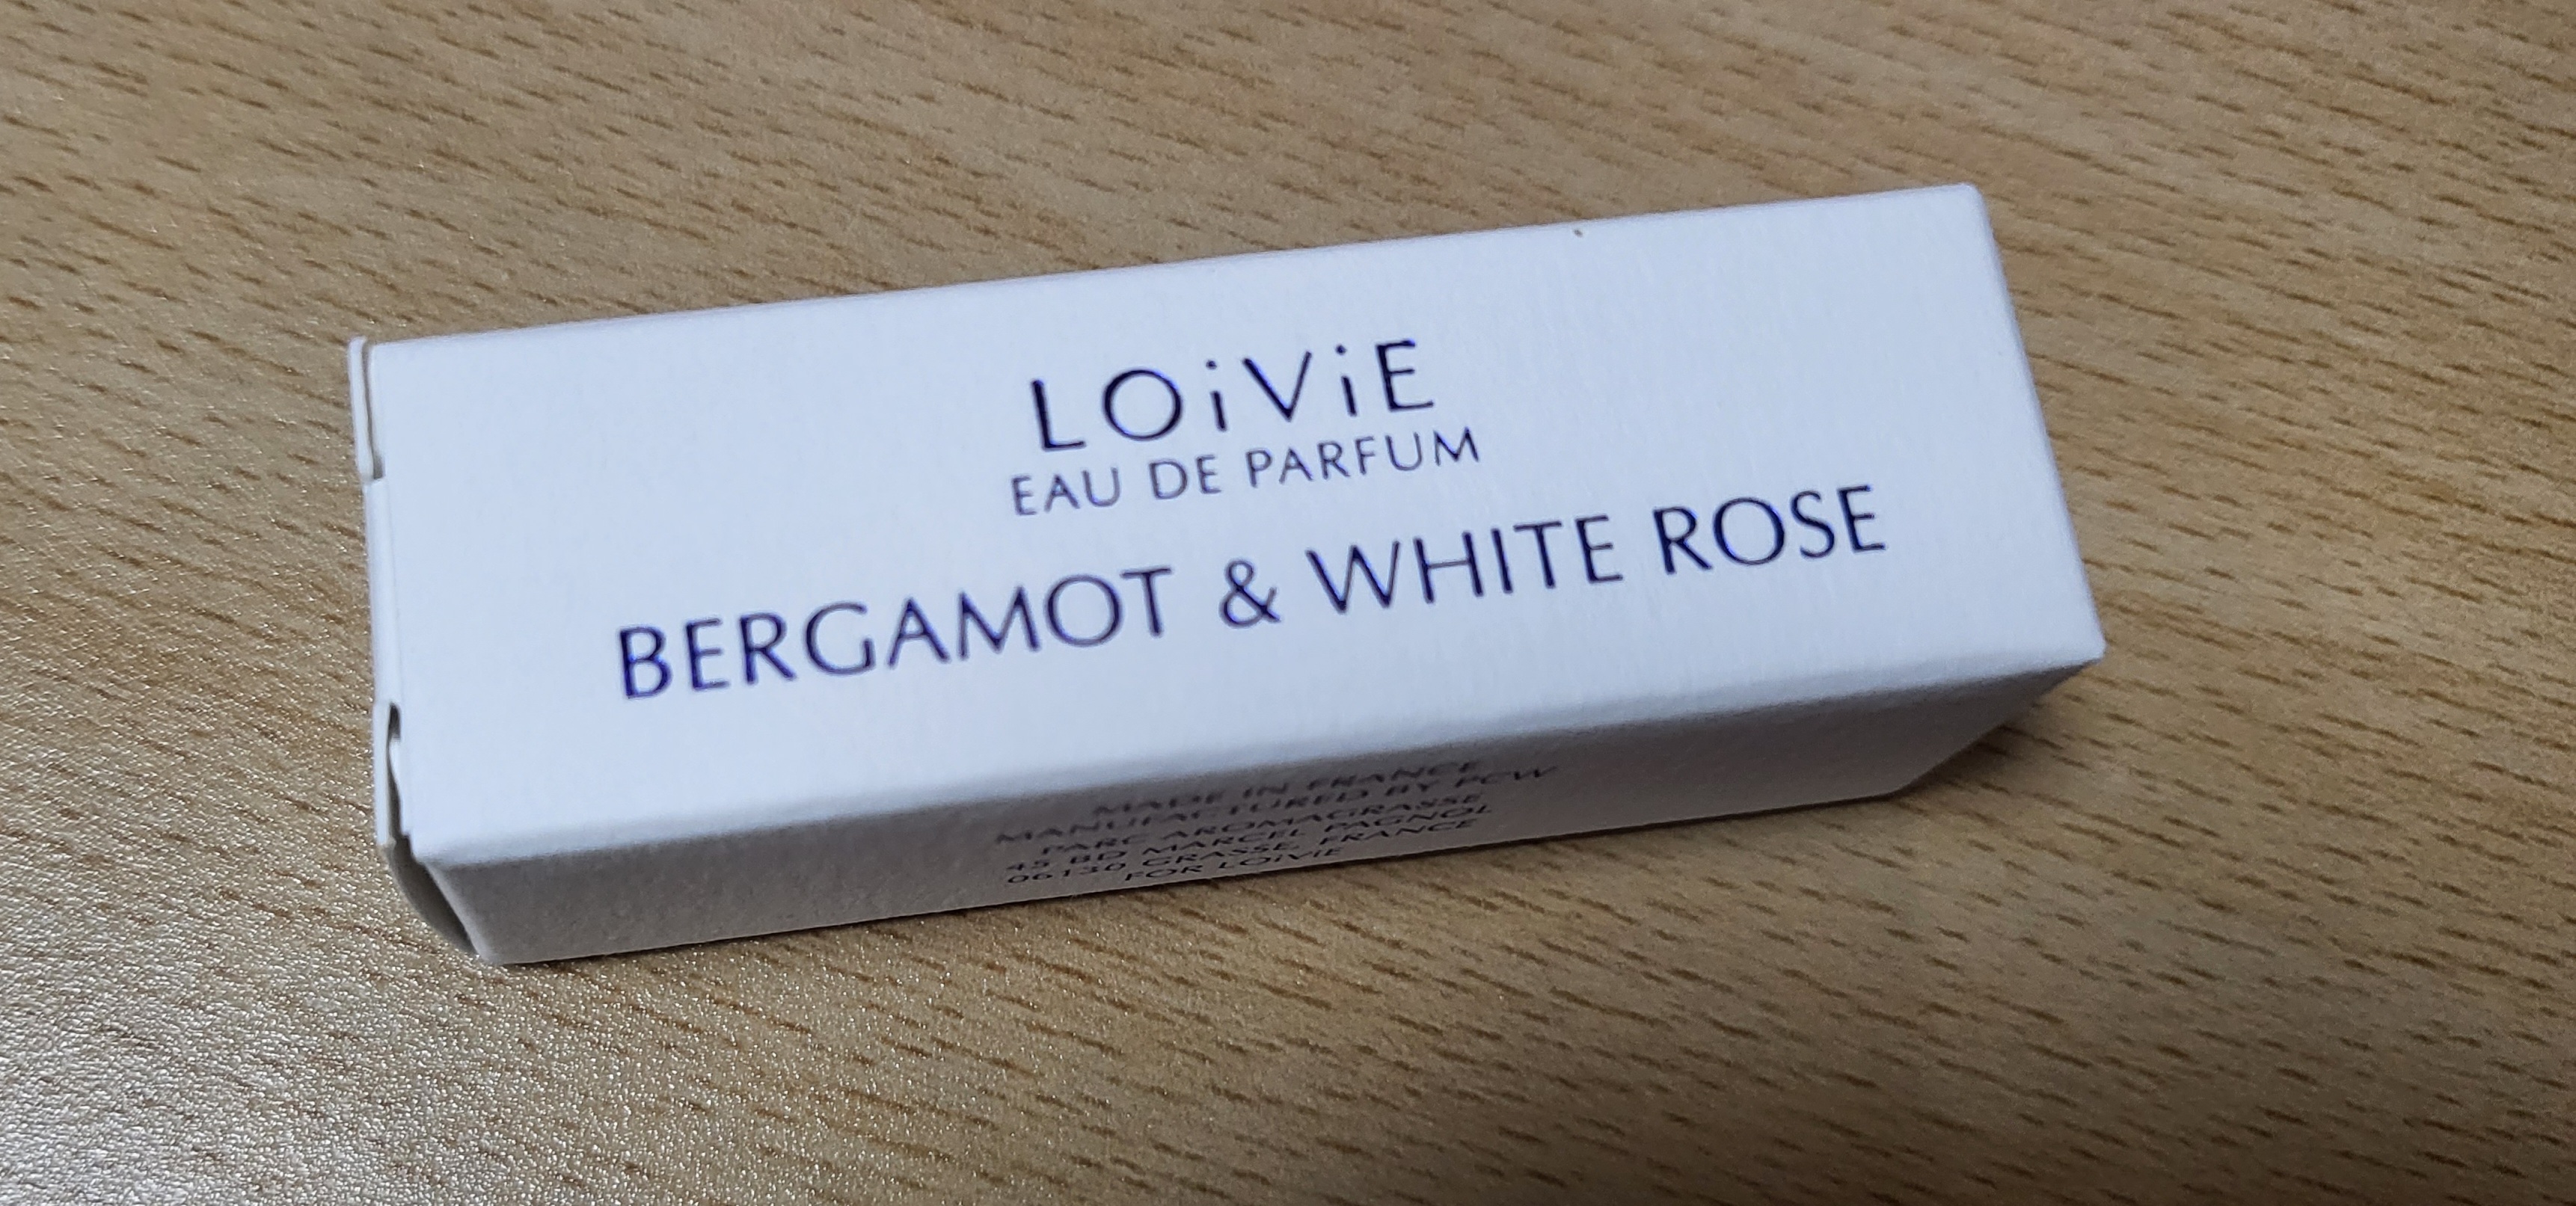 LOiViE
EAU DE PARFUM
BERGAMOT & WHITE ROSE
MADE IN FRANCE
MANUFACTURED BY PCW
PARC AROMAGRASSE
45 BD MARCEL PAGNOL
06130 GRASSE, FRANCE
FOR LOiViE